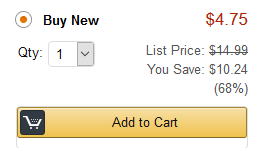 Buy New $4.75
Qty: 1 List Price: $14.99
You Save: $10.24
(68%)
Add to Cart